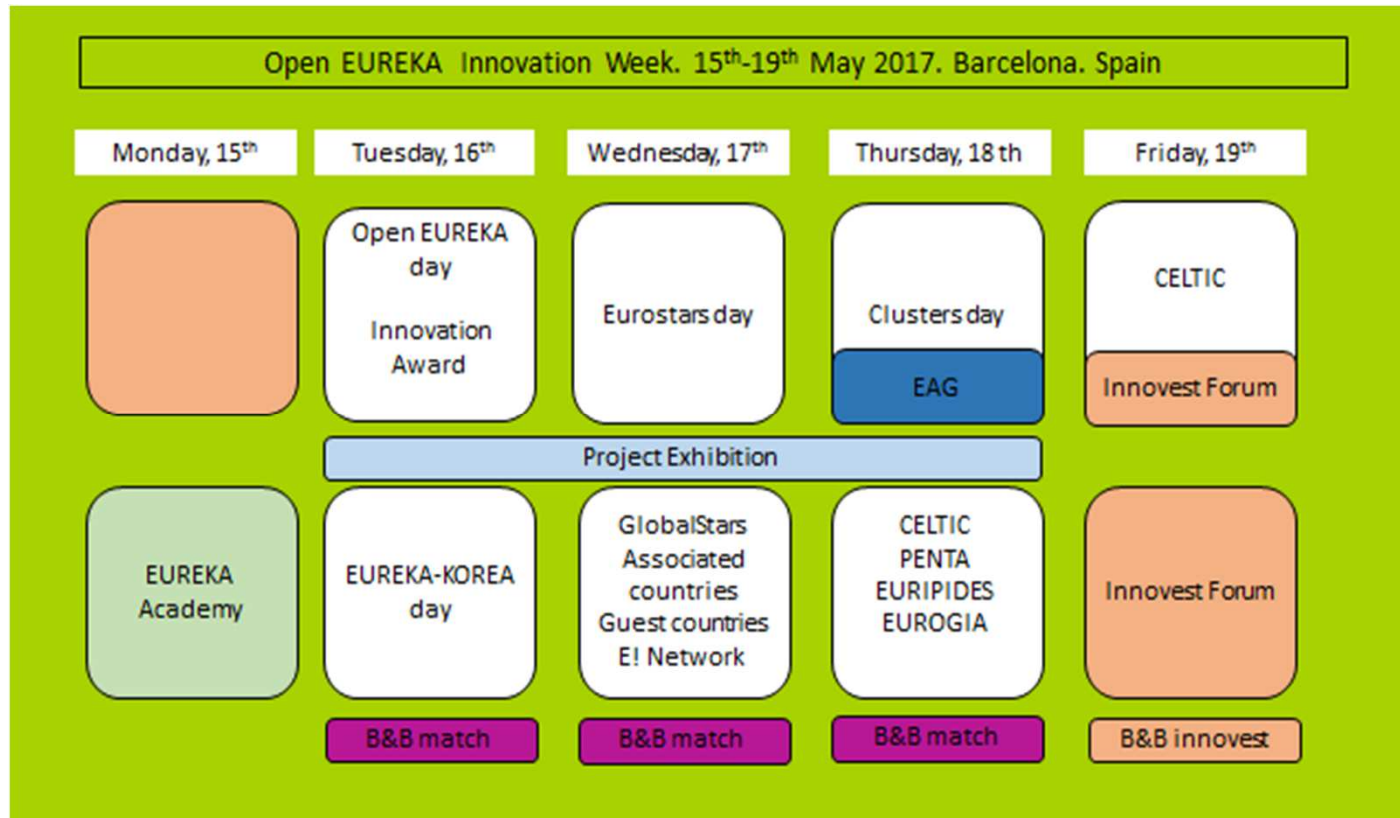 Open EUREKA Innovation Week. 15th-19th May 2017. Barcelona. Spain
Monday, 15th
Tuesday, 16th
Wednesday, 17th
Thursday, 18 th
Friday, 19th
Open EUREKA
day
Innovation
Award
Eurostars day
Clusters day
EAG
CELTIC
Innovest Forum
Project Exhibition
EUREKA
Academy
EUREKA-KOREA
day
GlobalStars
Associated
countries
Guest countries
E! Network
CELTIC
PENTA
EURIPIDES
EUROGIA
Innovest Forum
B&B match
B&B match
B&B match
B&B innovest